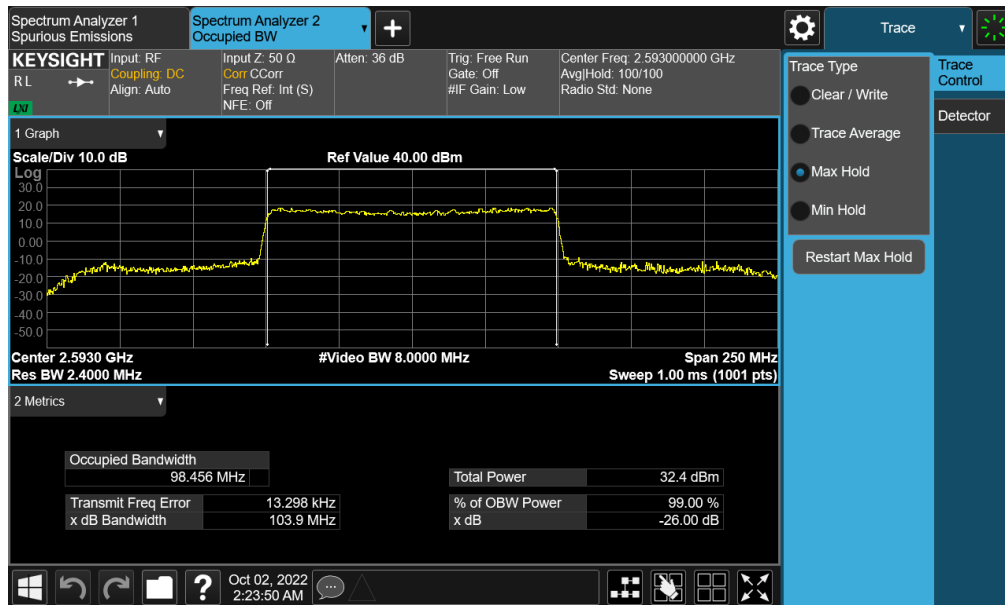 Spectrum Analyzer 1
Spurious Emissions
Spectrum Analyzer 2
Occupied BW
Trace
KEYSIGHT
R L
LXI
Input: RF
Coupling: DC
Align: Auto
Input Z: 50 Ω
Corr CCorr
Freq Ref: Int (S)
NFE: Off
Atten: 36 dB
Trig: Free Run
Gate: Off
#IF Gain: Low
Center Freq: 2.593000000 GHz
Avg|Hold: 100/100
Radio Std: None
Trace Type
Clear / Write
Trace Average
Max Hold
Min Hold
Restart Max Hold
Trace
Control
Detector
1 Graph
Scale/Div 10.0 dB
Ref Value 40.00 dBm
Log
30.0
20.0
10.0
0.00
-10.0
-20.0
-30.0
-40.0
-50.0
Center 2.5930 GHz
#Video BW 8.0000 MHz
Span 250 MHz
Res BW 2.4000 MHz
Sweep 1.00 ms (1001 pts)
2 Metrics
Occupied Bandwidth
98.456 MHz
Total Power 32.4 dBm
Transmit Freq Error 13.298 kHz
% of OBW Power 99.00 %
x dB Bandwidth 103.9 MHz
x dB -26.00 dB
?
Oct 02, 2022
2:23:50 AM